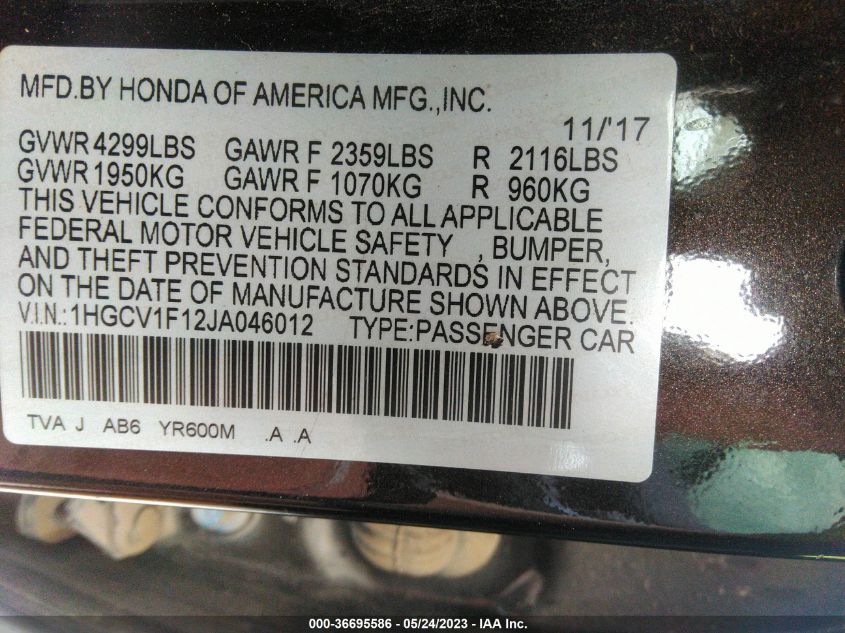 MFD.BY HONDA OF AMERICA MFG.,INC.
11/'17
GVWR 4299LBS GAWR F 2359LBS R 2116LBS
GVWR 1950KG GAWR F 1070KG R 960KG
THIS VEHICLE CONFORMS TO ALL APPLICABLE
FEDERAL MOTOR VEHICLE SAFETY , BUMPER,
AND THEFT PREVENTION STANDARDS IN EFFECT
ON THE DATE OF MANUFACTURE SHOWN ABOVE.
V.I.N.:1HGCV1F12JA046012 TYPE:PASSENGER CAR
TVA J AB6 YR600M .A .A
000-36695586 - 05/24/2023 - IAA Inc.